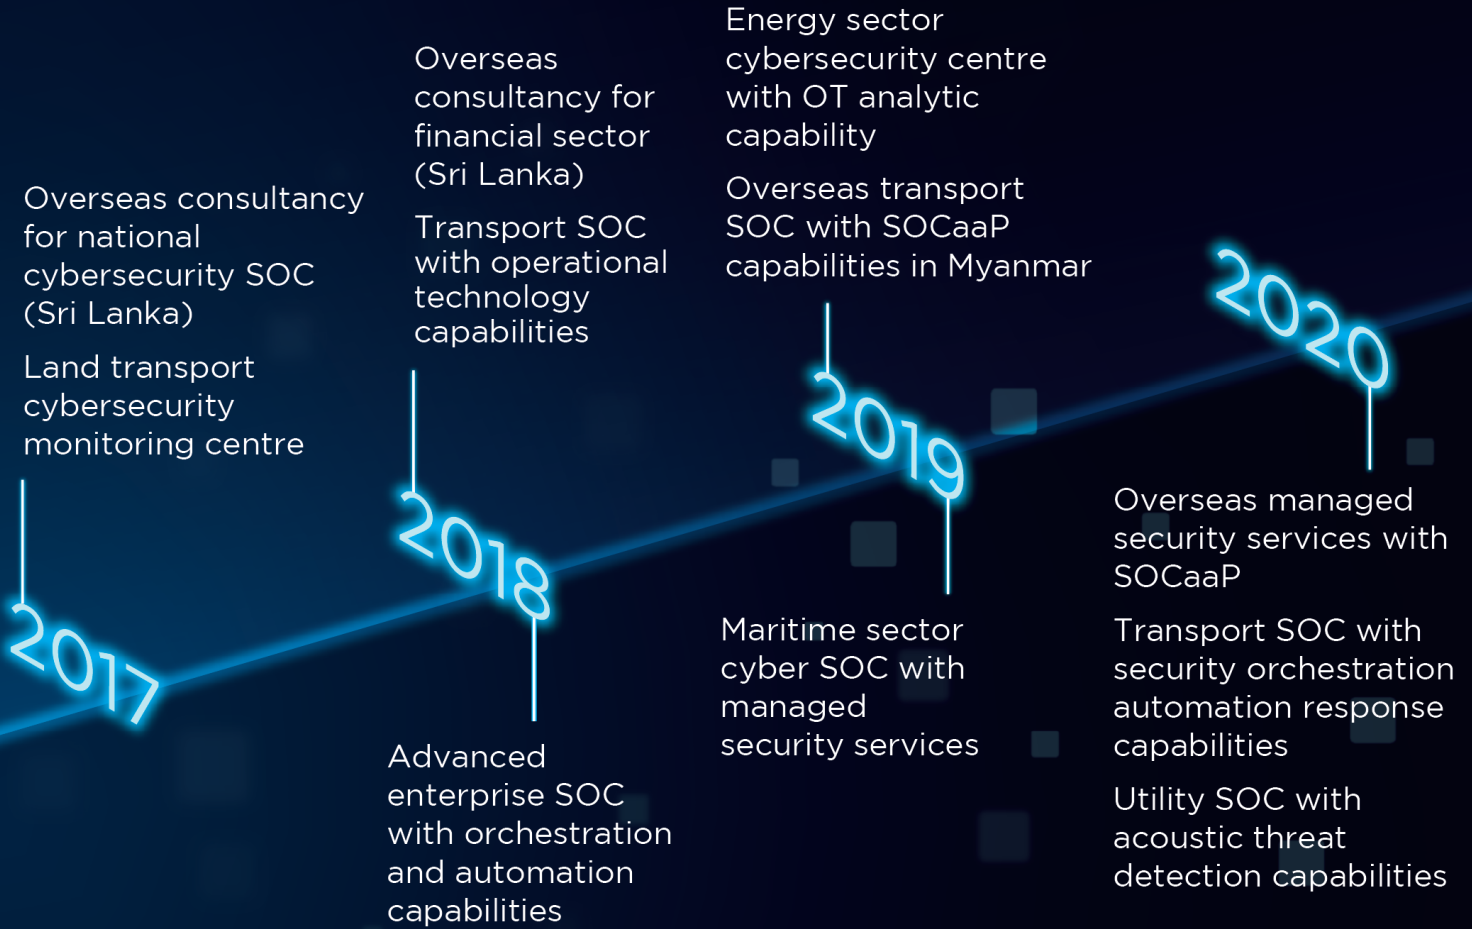 Overseas consultancy
for national
cybersecurity SOC
(Sri Lanka)
Land transport
cybersecurity
monitoring centre
2017
Overseas
consultancy for
financial sector
(Sri Lanka)
Transport SOC
with operational
technology
capabilities
2018
Advanced
enterprise SOC
with orchestration
and automation
capabilities
Energy sector
cybersecurity centre
with OT analytic
capability
Overseas transport
SOC with SOCaaP
capabilities in Myanmar
2019
Maritime sector
cyber SOC with
managed
security services
2020
Overseas managed
security services with
SOCaaP
Transport SOC with
security orchestration
automation response
capabilities
Utility SOC with
acoustic threat
detection capabilities